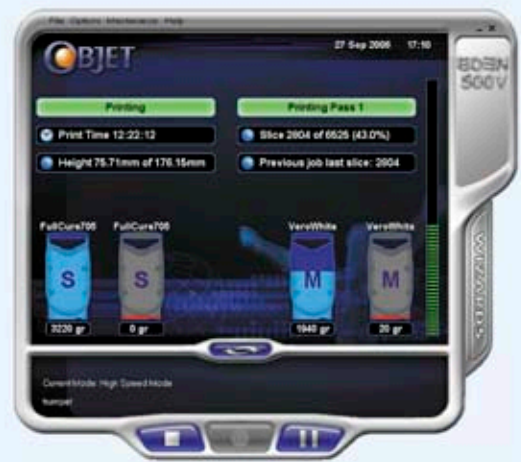 File Options Maintenance Help
OBJET
27 Sep 2006 17:10
EDEN
500V
Printing
Printing Pass 1
Print Time 12:22:12
Slice 2804 of 6525 (43.0%)
Height 75.71mm of 176.15mm
Previous job last slice: 2804
FullCure705 FullCure705 VeroWhite VeroWhite
S S M M
3220 gr 0 gr 1940 gr 20 gr
WIZARDS
Current Mode: High Speed Mode
trumpet